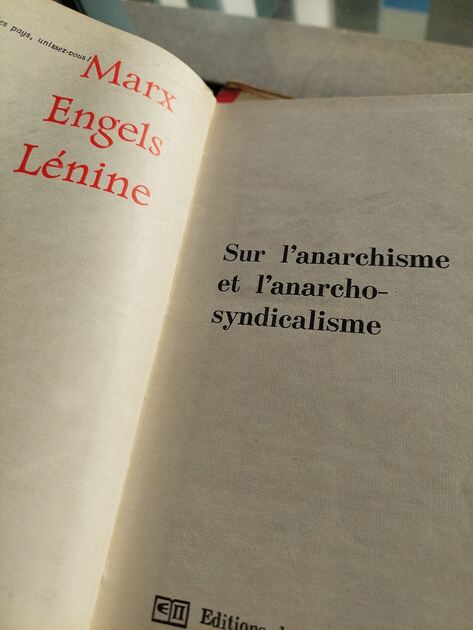 es pays, unissez-vous!
Marx
Engels
Lénine
Sur l'anarchisme
et l'anarcho-
syndicalisme
Editions